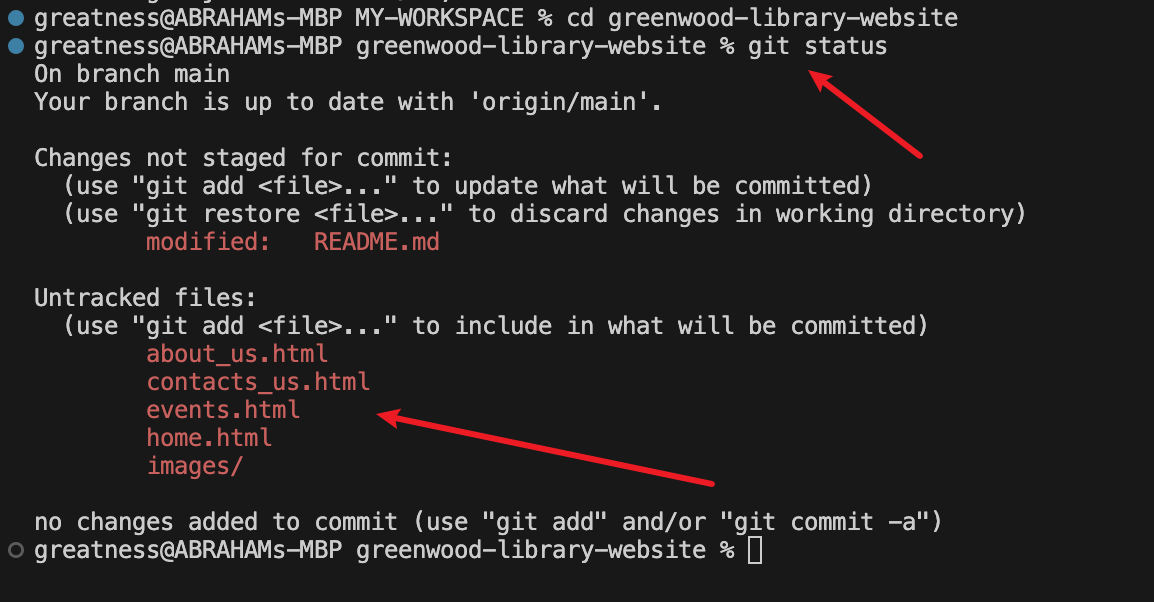 greatness@ABRAHAMs-MBP MY-WORKSPACE % cd greenwood-library-website
greatness@ABRAHAMs-MBP greenwood-library-website % git status
On branch main
Your branch is up to date with 'origin/main'.
Changes not staged for commit:
(use "git add <file>..." to update what will be committed)
(use "git restore <file>..." to discard changes in working directory)
modified: README.md
Untracked files:
(use "git add <file>..." to include in what will be committed)
about_us.html
contacts_us.html
events.html
home.html
images/
no changes added to commit (use "git add" and/or "git commit -a")
greatness@ABRAHAMs-MBP greenwood-library-website %